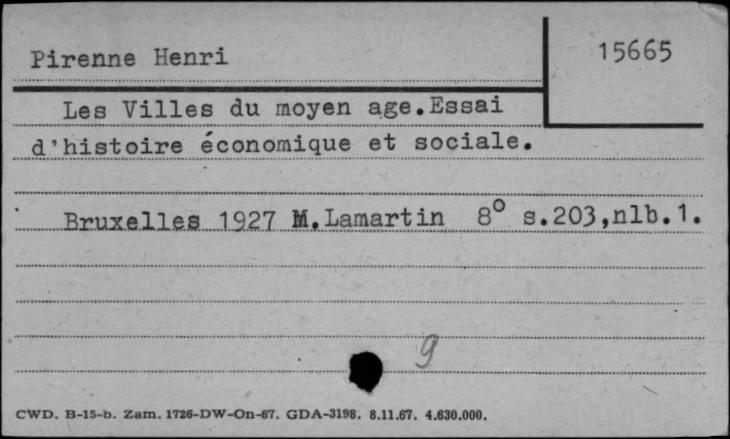 Pirenne Henri
15665
Les Villes du moyen age.Essai
d'histoire économique et sociale.
Bruxelles 1927 M.Lamartin 8° s.203,nlb.1.
9
CWD. B-15-b. Zam. 1726-DW-On-67. GDA-3198. 8.11.67. 4.630.000.